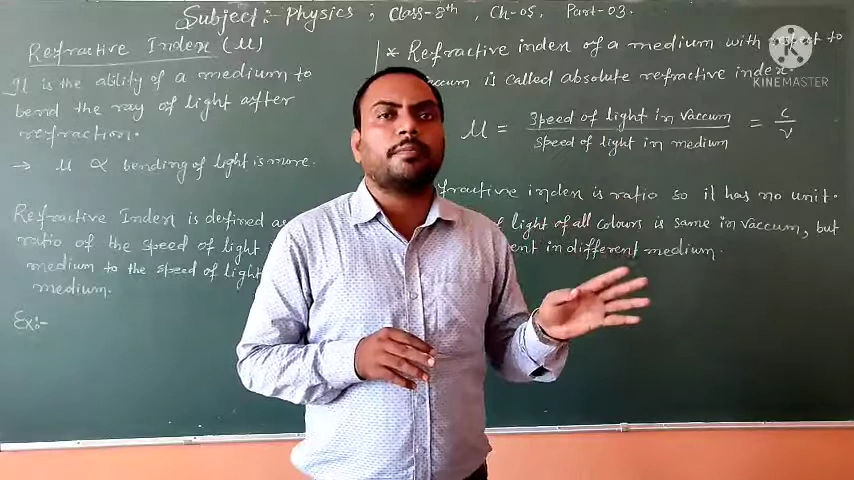 Subject:- Physics ; Class-8th , Ch-05, Part-03.
Refractive Index (μ)
It is the ability of a medium to
bend the ray of light after
refraction.
→ μ ∝ bending of light is more.
Refractive Index is defined as
ratio of the speed of light
medium to the speed of light
medium.
Ex:-
* Refractive index of a medium with respect to
vaccum is called absolute refractive index.
μ = Speed of light in vaccum / Speed of light in medium = c / v
Refractive index is ratio so it has no unit.
light of all colours is same in vaccum, but
in different medium.
K
KINEMASTER